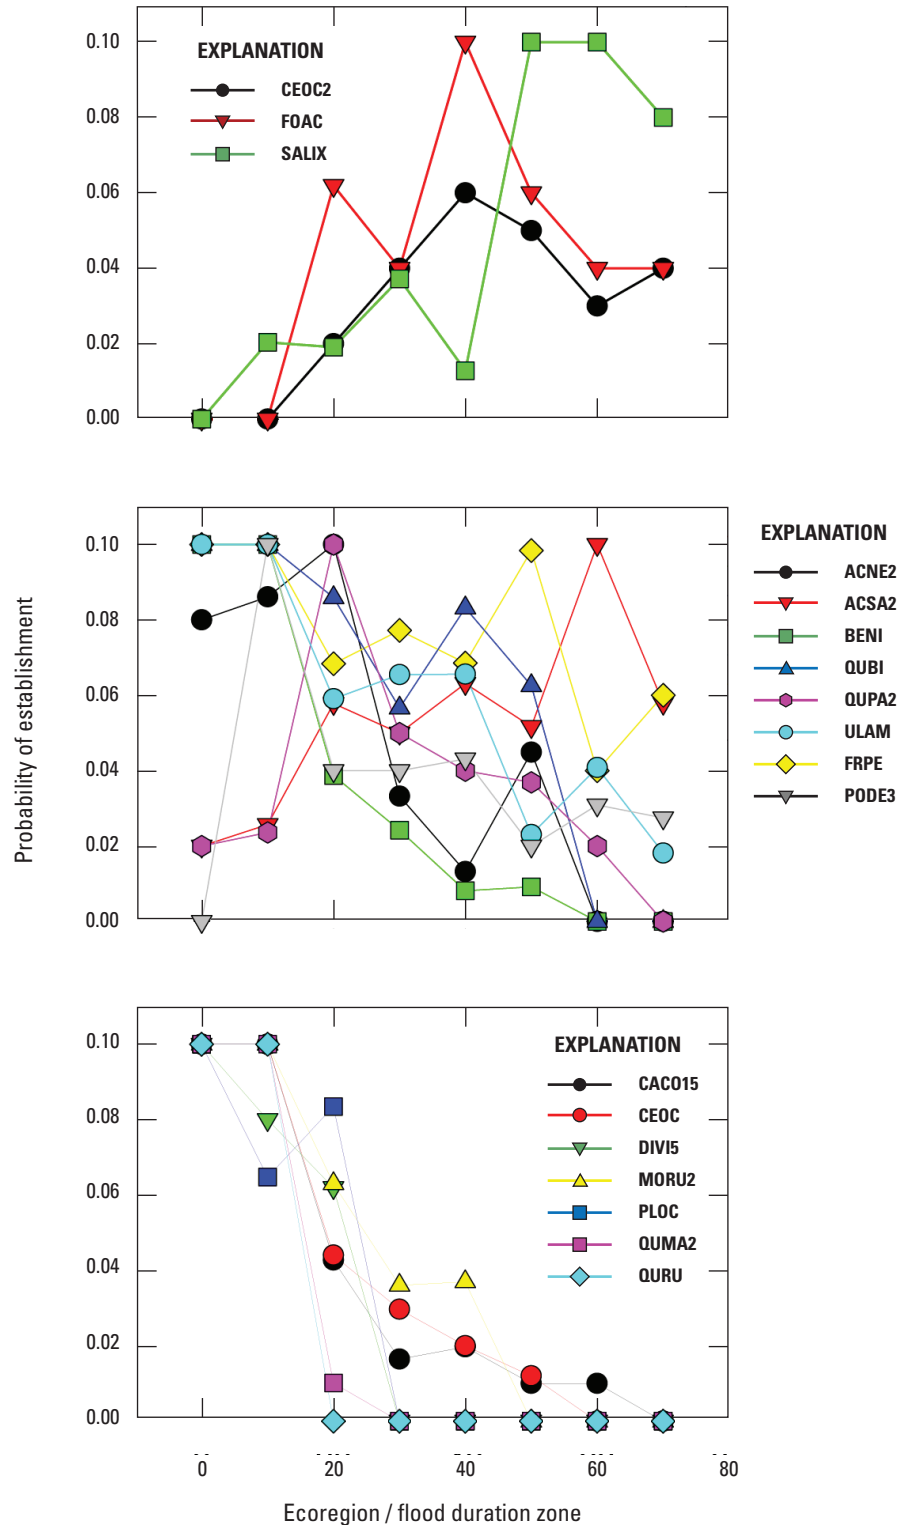 0.10
0.08
0.06
0.04
0.02
0.00
EXPLANATION
CEOC2
FOAC
SALIX
0.10
0.08
0.06
0.04
0.02
0.00
EXPLANATION
ACNE2
ACSA2
BENI
QUBI
QUPA2
ULAM
FRPE
PODE3
Probability of establishment
0.10
0.08
0.06
0.04
0.02
0.00
EXPLANATION
CACO15
CEOC
DIVI5
MORU2
PLOC
QUMA2
QURU
0 20 40 60 80
Ecoregion / flood duration zone